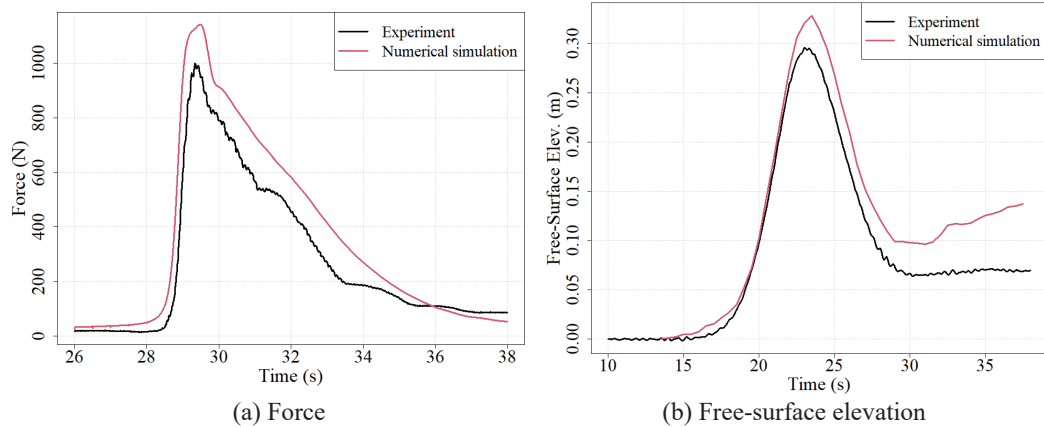 Experiment
Numerical simulation
Force (N)
0 200 400 600 800 1000
26 28 30 32 34 36 38
Time (s)
(a) Force
Experiment
Numerical simulation
Free-Surface Elev. (m)
0.00 0.05 0.10 0.15 0.20 0.25 0.30
10 15 20 25 30 35
Time (s)
(b) Free-surface elevation